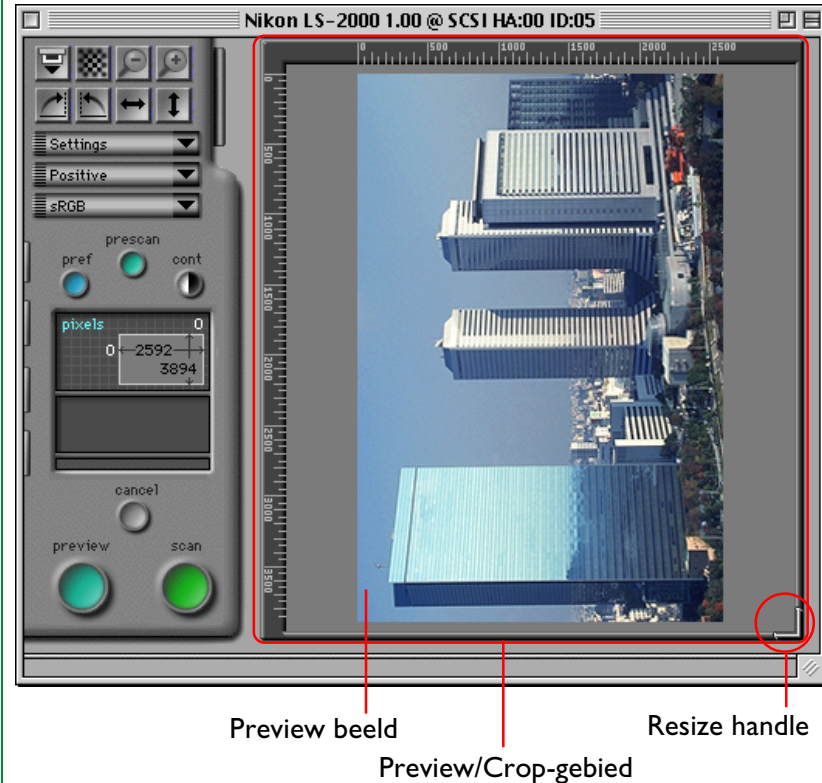 Nikon LS-2000 1.00 @ SCSI HA:00 ID:05
0 500 1000 1500 2000 2500
0
500
1000
1500
2000
2500
3000
3500
Settings
Positive
sRGB
prescan
pref
cont
pixels 0
0 2592
3894
cancel
preview
scan
Preview beeld
Resize handle
Preview/Crop-gebied